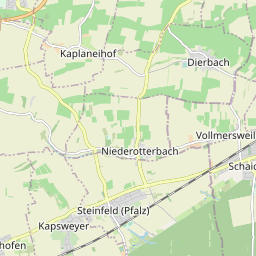 Kaplaneihof
Dierbach
Vollmersweil
Niederotterbach
Schaid
Steinfeld (Pfalz)
Kapsweyer
hofen